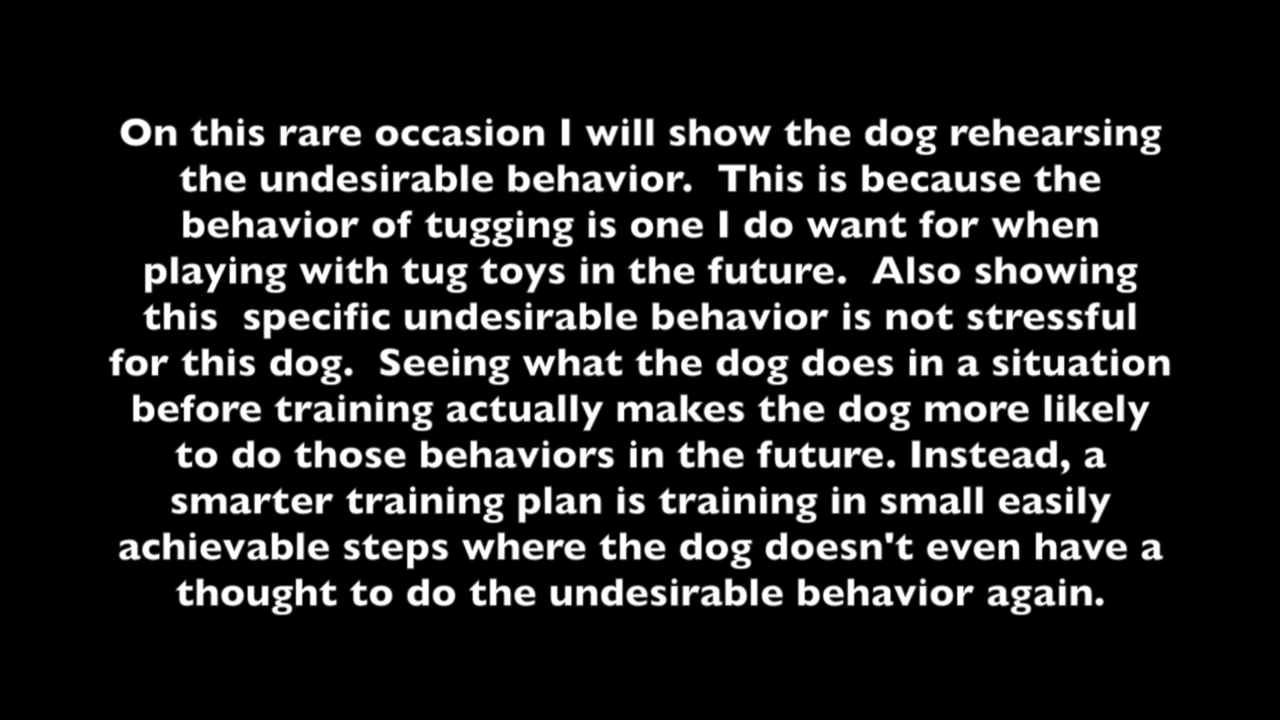 On this rare occasion I will show the dog rehearsing
the undesirable behavior.  This is because the
behavior of tugging is one I do want for when
playing with tug toys in the future.  Also showing
this  specific undesirable behavior is not stressful
for this dog.  Seeing what the dog does in a situation
before training actually makes the dog more likely
to do those behaviors in the future. Instead, a
smarter training plan is training in small easily
achievable steps where the dog doesn't even have a
thought to do the undesirable behavior again.